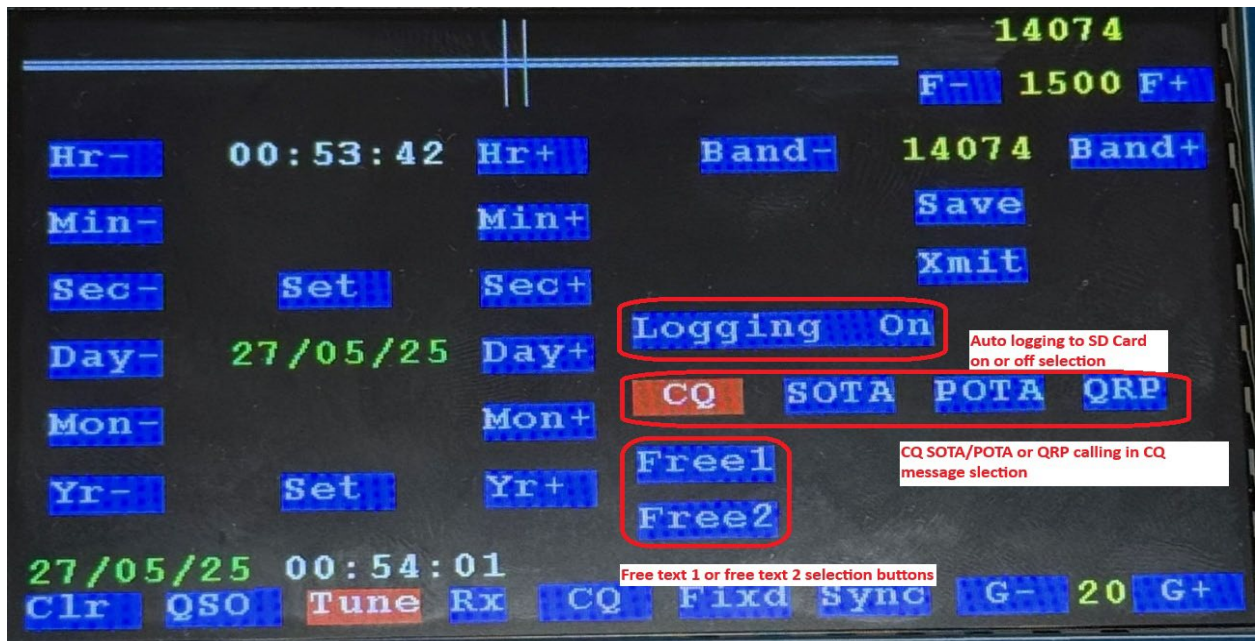 14074
F- 1500 F+
Hr- 00:53:42 Hr+ Band- 14074 Band+
Min- Min+ Save
Xmit
Sec- Set Sec+
Logging On
Auto logging to SD Card
on or off selection
Day- 27/05/25 Day+
CQ SOTA POTA QRP
Mon- Mon+
CQ SOTA/POTA or QRP calling in CQ
message slection
Free1
Yr- Set Yr+
Free2
27/05/25 00:54:01
Free text 1 or free text 2 selection buttons
Clr QSO Tune Rx CQ Fixd Sync G- 20 G+